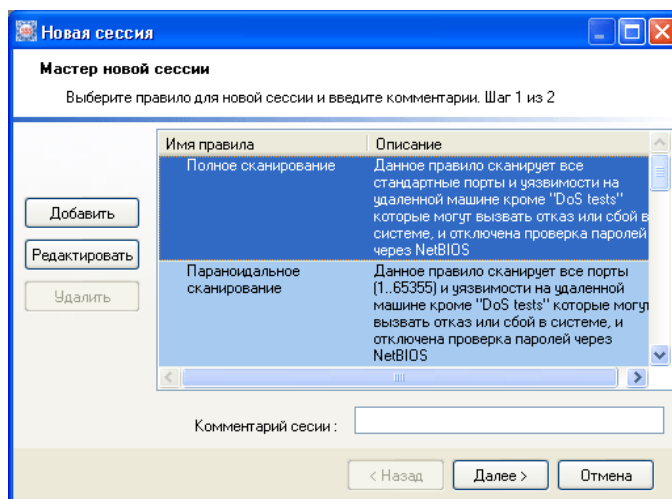 Новая сессия
Мастер новой сессии
Выберите правило для новой сессии и введите комментарии. Шаг 1 из 2
Имя правила
Описание
Полное сканирование
Данное правило сканирует все
стандартные порты и уязвимости на
удаленной машине кроме "DoS tests"
которые могут вызвать отказ или сбой в
системе, и отключена проверка паролей
через NetBIOS
Параноидальное
сканирование
Данное правило сканирует все порты
(1..65355) и уязвимости на удаленной
машине кроме "DoS tests" которые могут
вызвать отказ или сбой в системе, и
отключена проверка паролей через
NetBIOS
Добавить
Редактировать
Удалить
Комментарий сесии :
< Назад
Далее >
Отмена